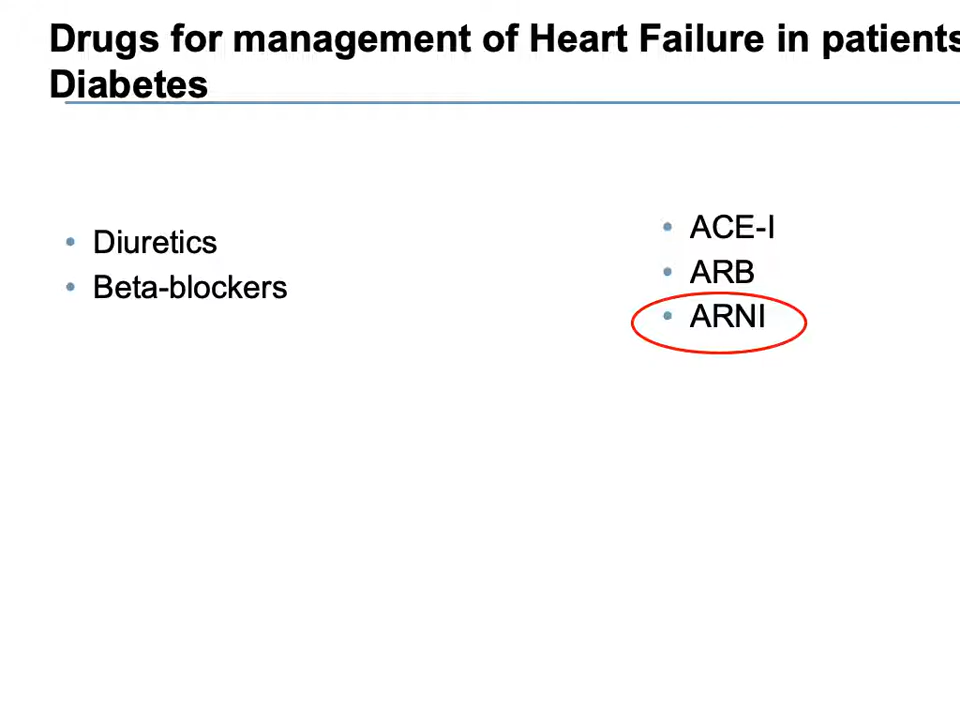 Drugs for management of Heart Failure in patients
Diabetes
• Diuretics
• Beta-blockers
• ACE-I
• ARB
• ARNI